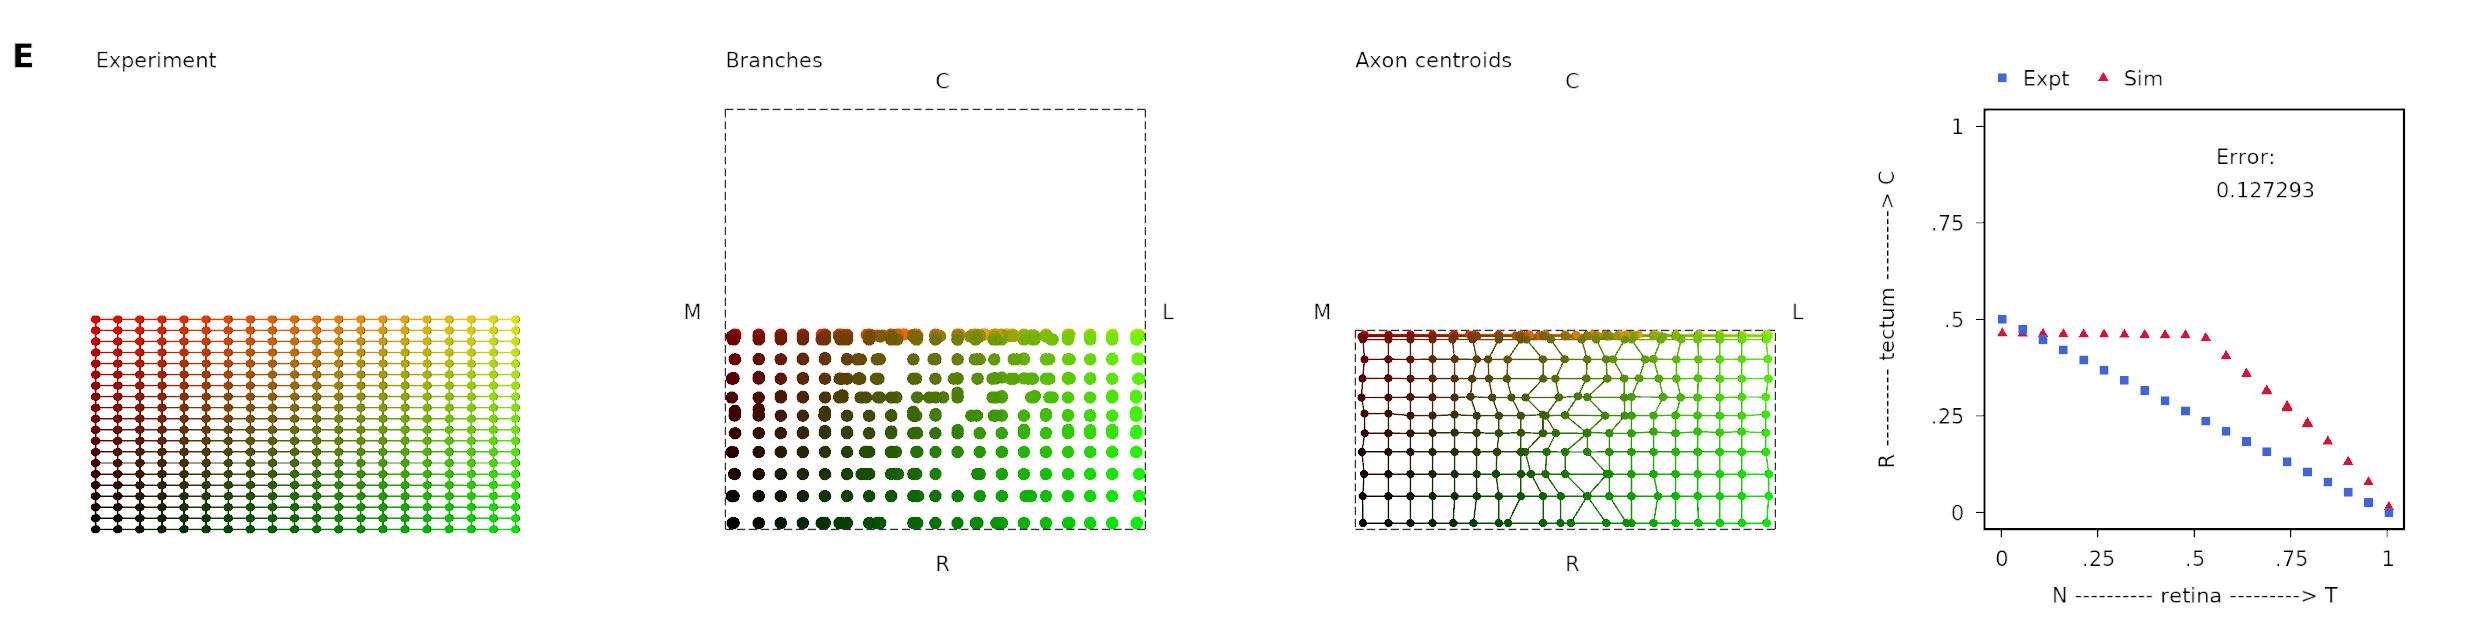 E
Experiment
Branches
C
M
L
R
Axon centroids
C
M
L
R
Expt
Sim
Error:
0.127293
1
.75
.5
.25
0
R ---------- tectum ---------> C
0
.25
.5
.75
1
N ---------- retina ---------> T